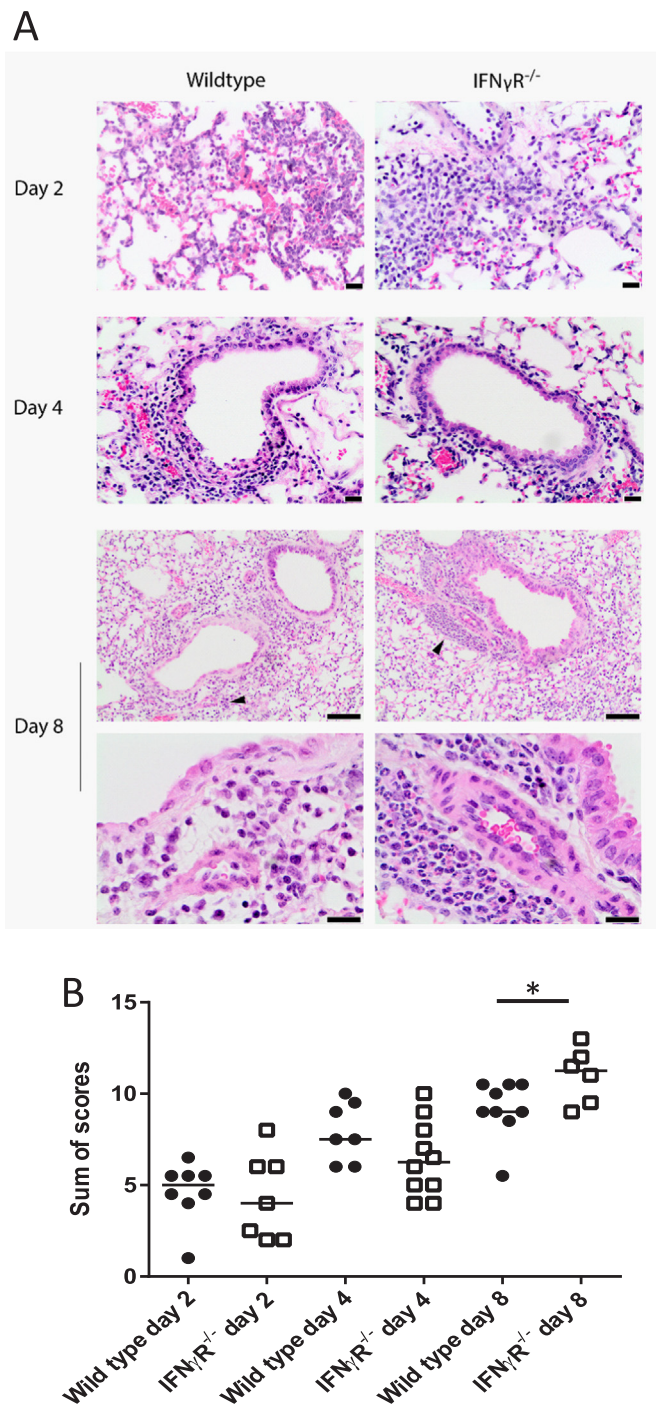 A
Wildtype IFNγR-/-
Day 2
Day 4
Day 8
B
15
10
5
0
Sum of scores
*
Wild type day 2
IFNγR-/- day 2
Wild type day 4
IFNγR-/- day 4
Wild type day 8
IFNγR-/- day 8